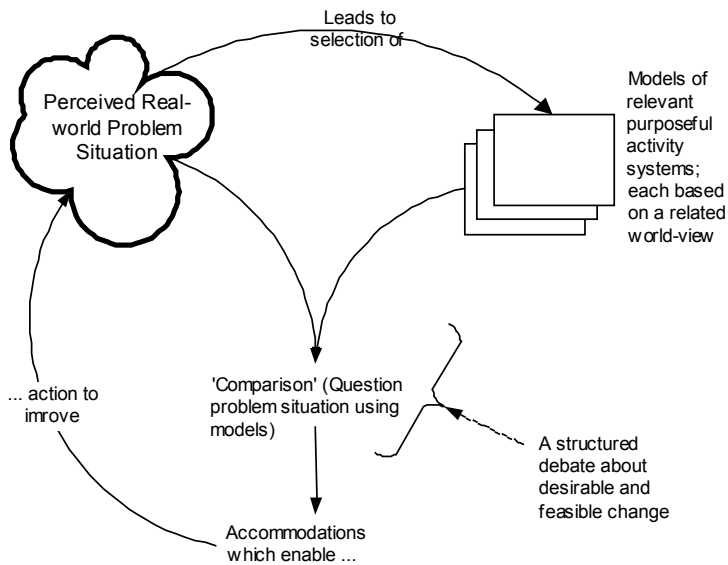 Leads to
selection of
Perceived Real-
world Problem
Situation
Models of
relevant
purposeful
activity
systems;
each based
on a related
world-view
'Comparison' (Question
problem situation using
models)
... action to
imrove
A structured
debate about
desirable and
feasible change
Accommodations
which enable ...